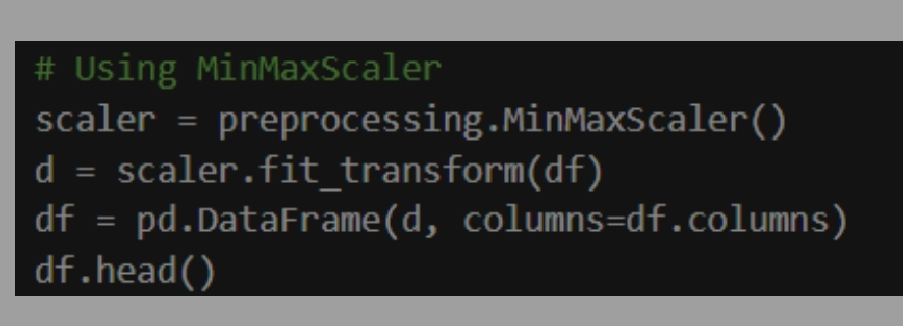 # Using MinMaxScaler
scaler = preprocessing.MinMaxScaler()
d = scaler.fit_transform(df)
df = pd.DataFrame(d, columns=df.columns)
df.head()